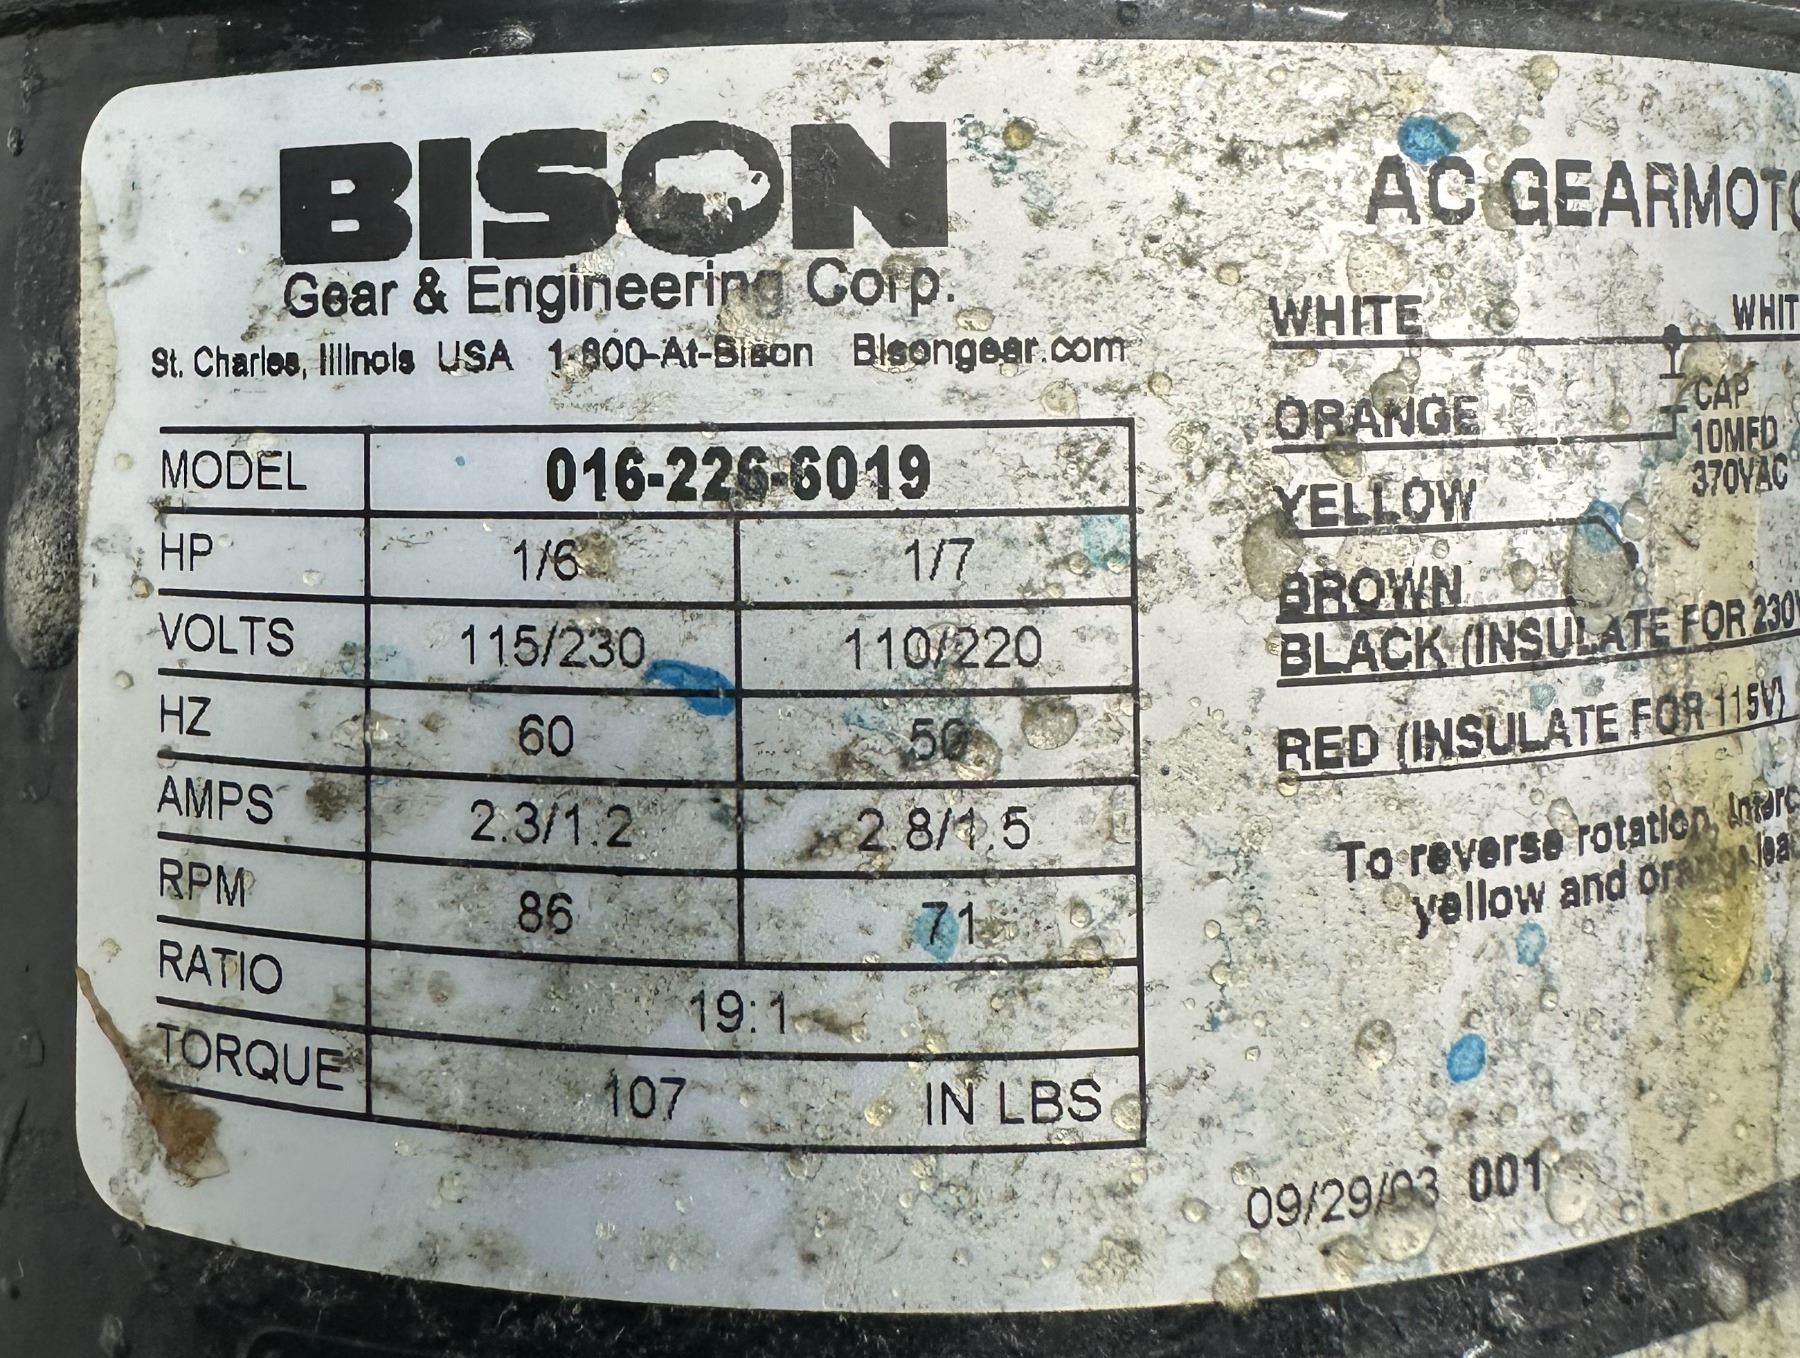 BISON
Gear & Engineering Corp.
St. Charles, Illinois USA 1-800-At-Bison Bisongear.com
MODEL 016-226-6019
HP 1/6 1/7
VOLTS 115/230 110/220
HZ 60 50
AMPS 2.3/1.2 2.8/1.5
RPM 86 71
RATIO 19:1
TORQUE 107 IN LBS
AC GEARMOTO
WHITE WHIT
ORANGE
CAP
10MFD
370VAC
YELLOW
BROWN
BLACK (INSULATE FOR 230V
RED (INSULATE FOR 115V)
To reverse rotation, interc
yellow and orange lea
09/29/03 001